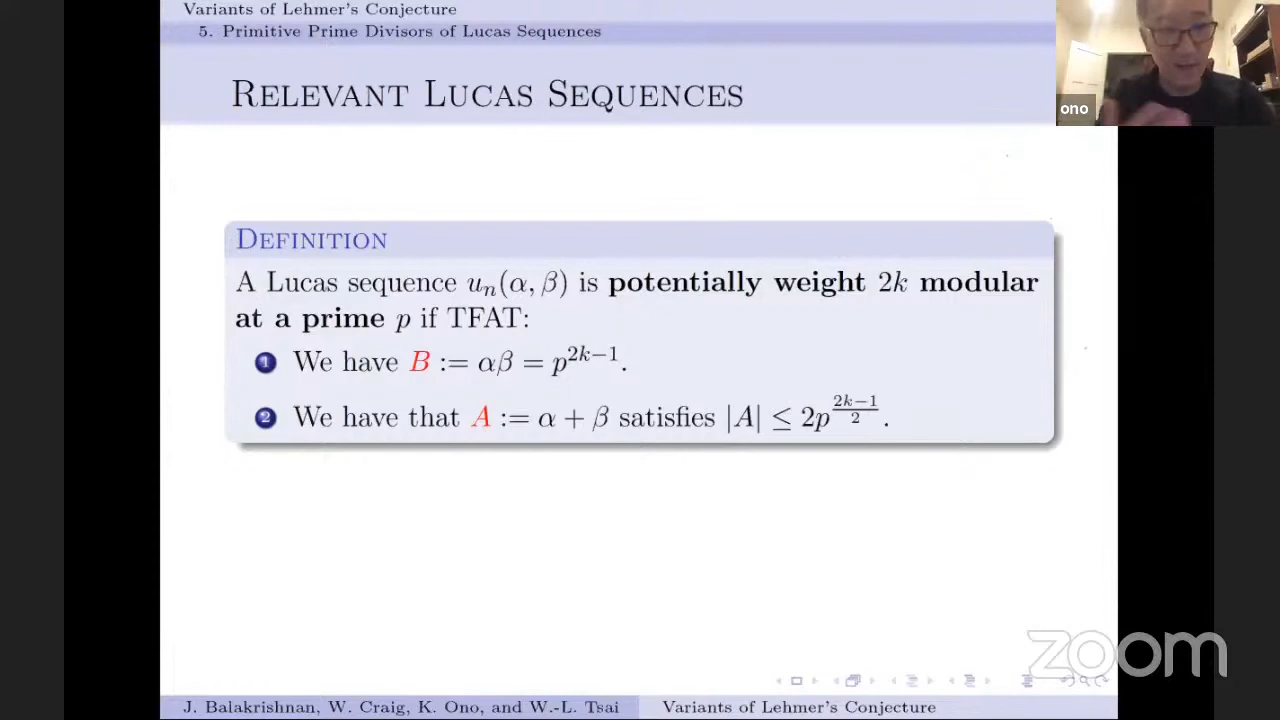 Variants of Lehmer's Conjecture
5. Primitive Prime Divisors of Lucas Sequences
Relevant Lucas Sequences
ono
Definition
A Lucas sequence uₙ(α, β) is potentially weight 2k modular
at a prime p if TFAT:
1 We have B := αβ = p^{2k−1}.
2 We have that A := α + β satisfies |A| ≤ 2p^{\frac{2k−1}{2}}.
zoom
J. Balakrishnan, W. Craig, K. Ono, and W.-L. Tsai
Variants of Lehmer's Conjecture